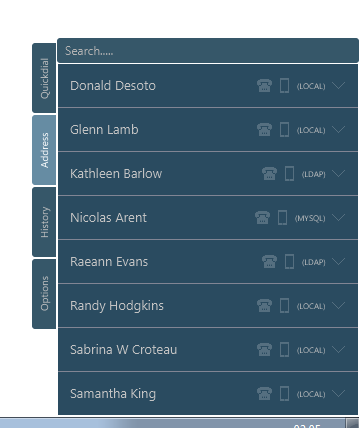 Search.....
Quickdial
Address
History
Options
Donald Desoto (LOCAL)
Glenn Lamb (LOCAL)
Kathleen Barlow (LDAP)
Nicolas Arent (MYSQL)
Raeann Evans (LDAP)
Randy Hodgkins (LOCAL)
Sabrina W Croteau (LOCAL)
Samantha King (LOCAL)